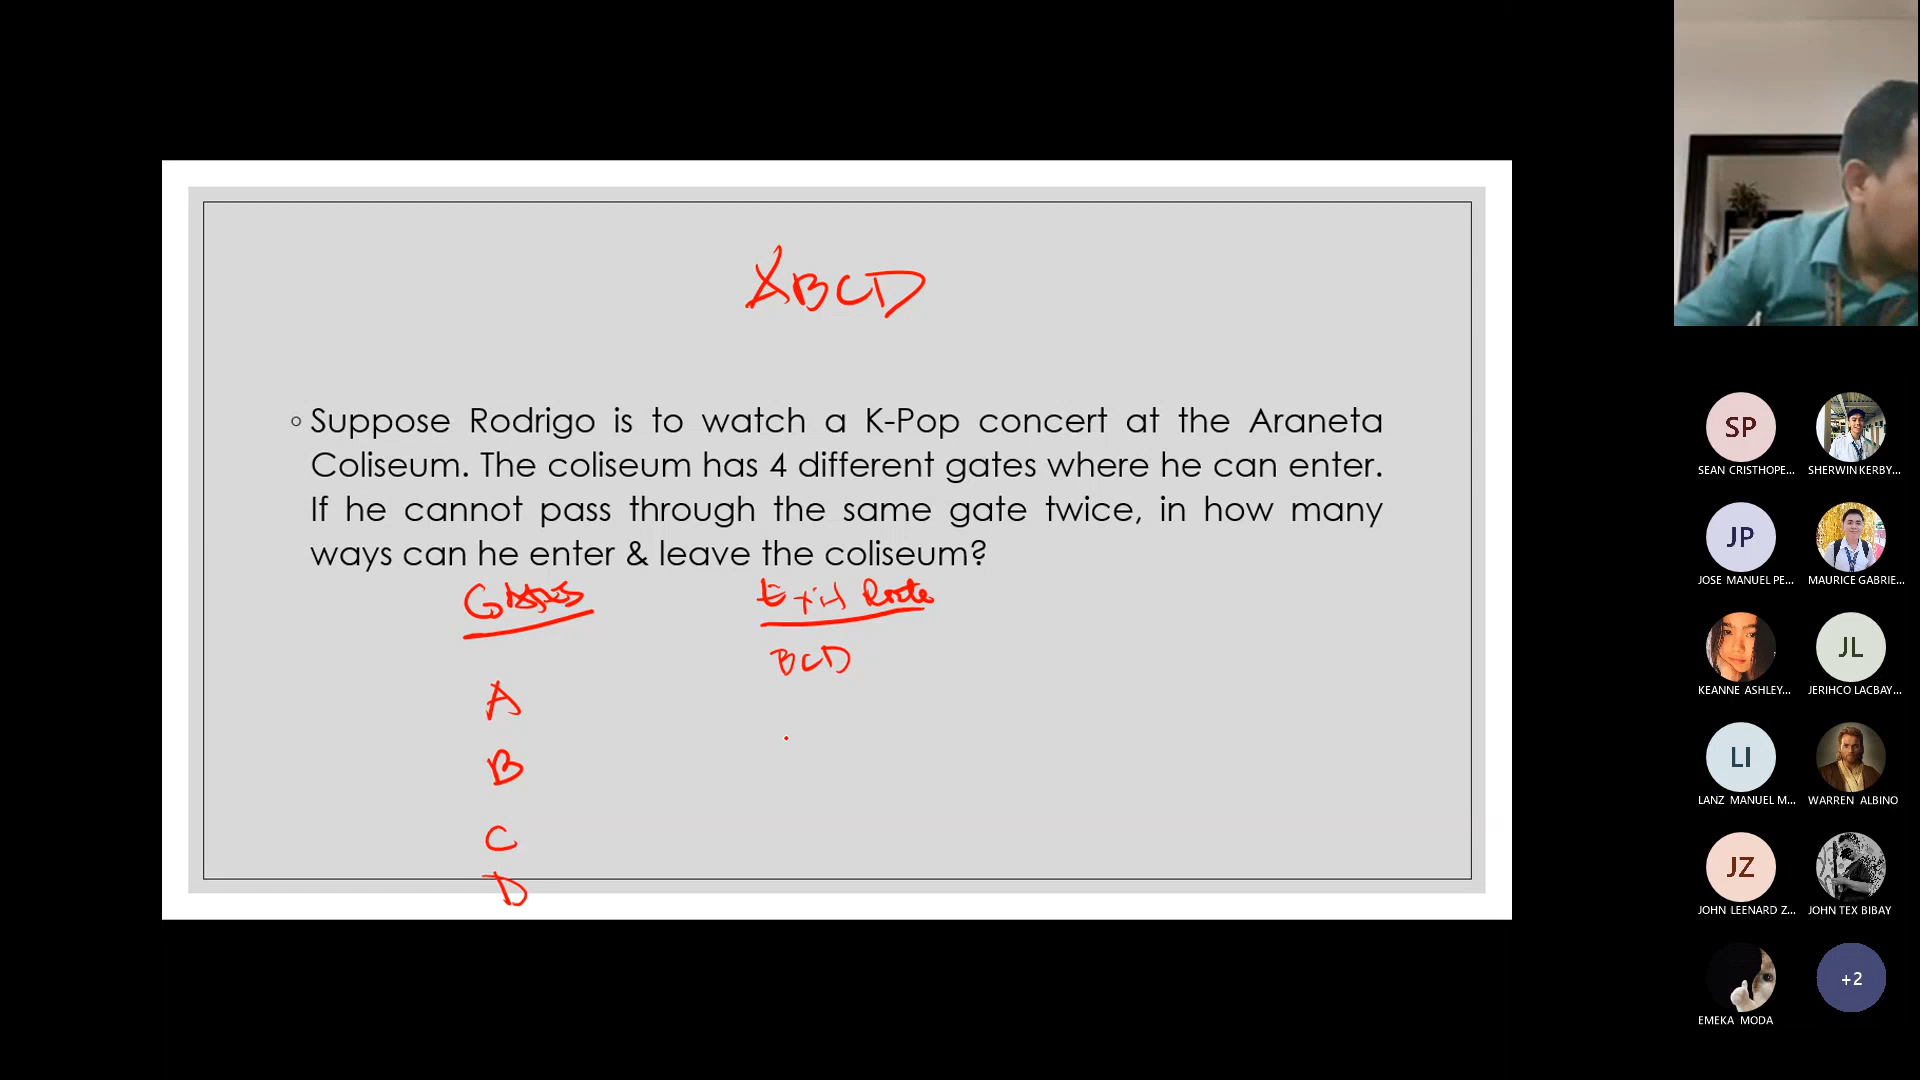 ABCD
Suppose Rodrigo is to watch a K-Pop concert at the Araneta
Coliseum. The coliseum has 4 different gates where he can enter.
If he cannot pass through the same gate twice, in how many
ways can he enter & leave the coliseum?
Gates
Exit Route
BCD
A
B
C
D
SP
SEAN CRISTHOPE...
SHERWIN KERBY...
JP
JOSE MANUEL PE...
MAURICE GABRIE...
JL
KEANNE ASHLEY...
JERIHCO LACBAY...
LI
LANZ MANUEL M...
WARREN ALBINO
JZ
JOHN LEENARD Z...
JOHN TEX BIBAY
+2
EMEKA MODA